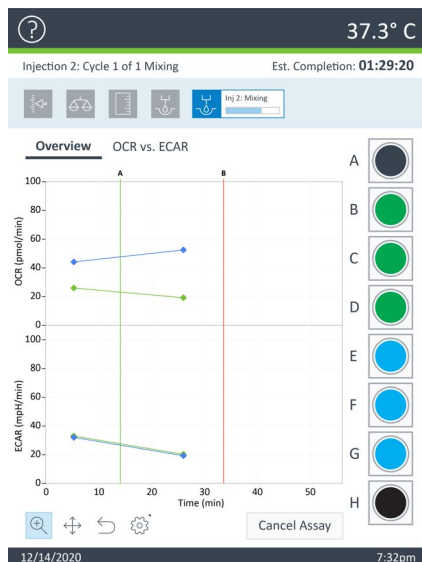 ?
37.3° C
Injection 2: Cycle 1 of 1 Mixing
Est. Completion: 01:29:20
Inj 2: Mixing
Overview
OCR vs. ECAR
A
B
100
80
60
40
20
0
OCR (pmol/min)
100
80
60
40
20
0
ECAR (mpH/min)
0 10 20 30 40 50
Time (min)
A
B
C
D
E
F
G
H
Cancel Assay
12/14/2020
7:32pm